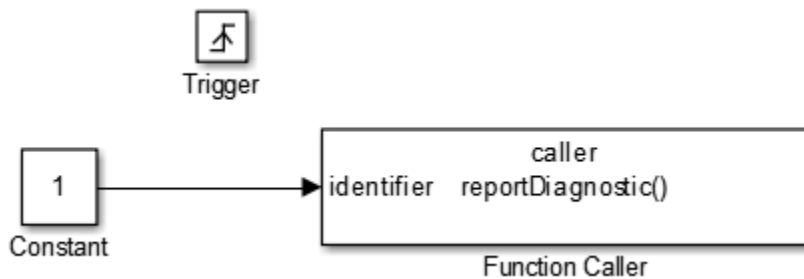 Trigger
caller
1
identifier reportDiagnostic()
Constant
Function Caller